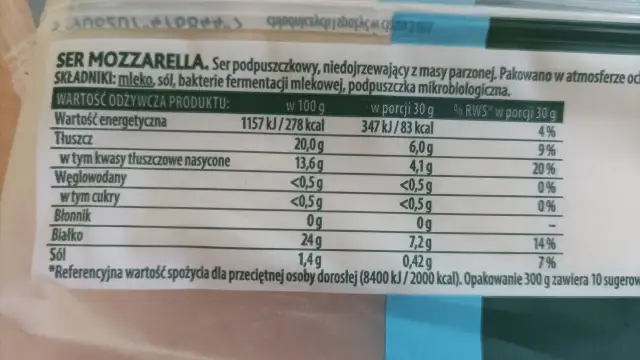 SER MOZZARELLA. Ser podpuszczkowy, niedojrzewający z masy parzonej. Pakowano w atmosferze
SKŁADNIKI: mleko, sól, bakterie fermentacji mlekowej, podpuszczka mikrobiologiczna.
WARTOŚĆ ODŻYWCZA PRODUKTU: w 100 g w porcji 30 g % RWS* w porcji 30 g
Wartość energetyczna 1157 kJ / 278 kcal 347 kJ / 83 kcal 4%
Tłuszcz 20,0 g 6,0 g 9%
w tym kwasy tłuszczowe nasycone 13,6 g 4,1 g 20%
Węglowodany <0,5 g <0,5 g 0%
w tym cukry <0,5 g <0,5 g 0%
Błonnik 0 g 0 g –
Białko 24 g 7,2 g 14%
Sól 1,4 g 0,42 g 7%
*Referencyjna wartość spożycia dla przeciętnej osoby dorosłej (8400 kJ / 2000 kcal). Opakowanie 300 g zawiera 10